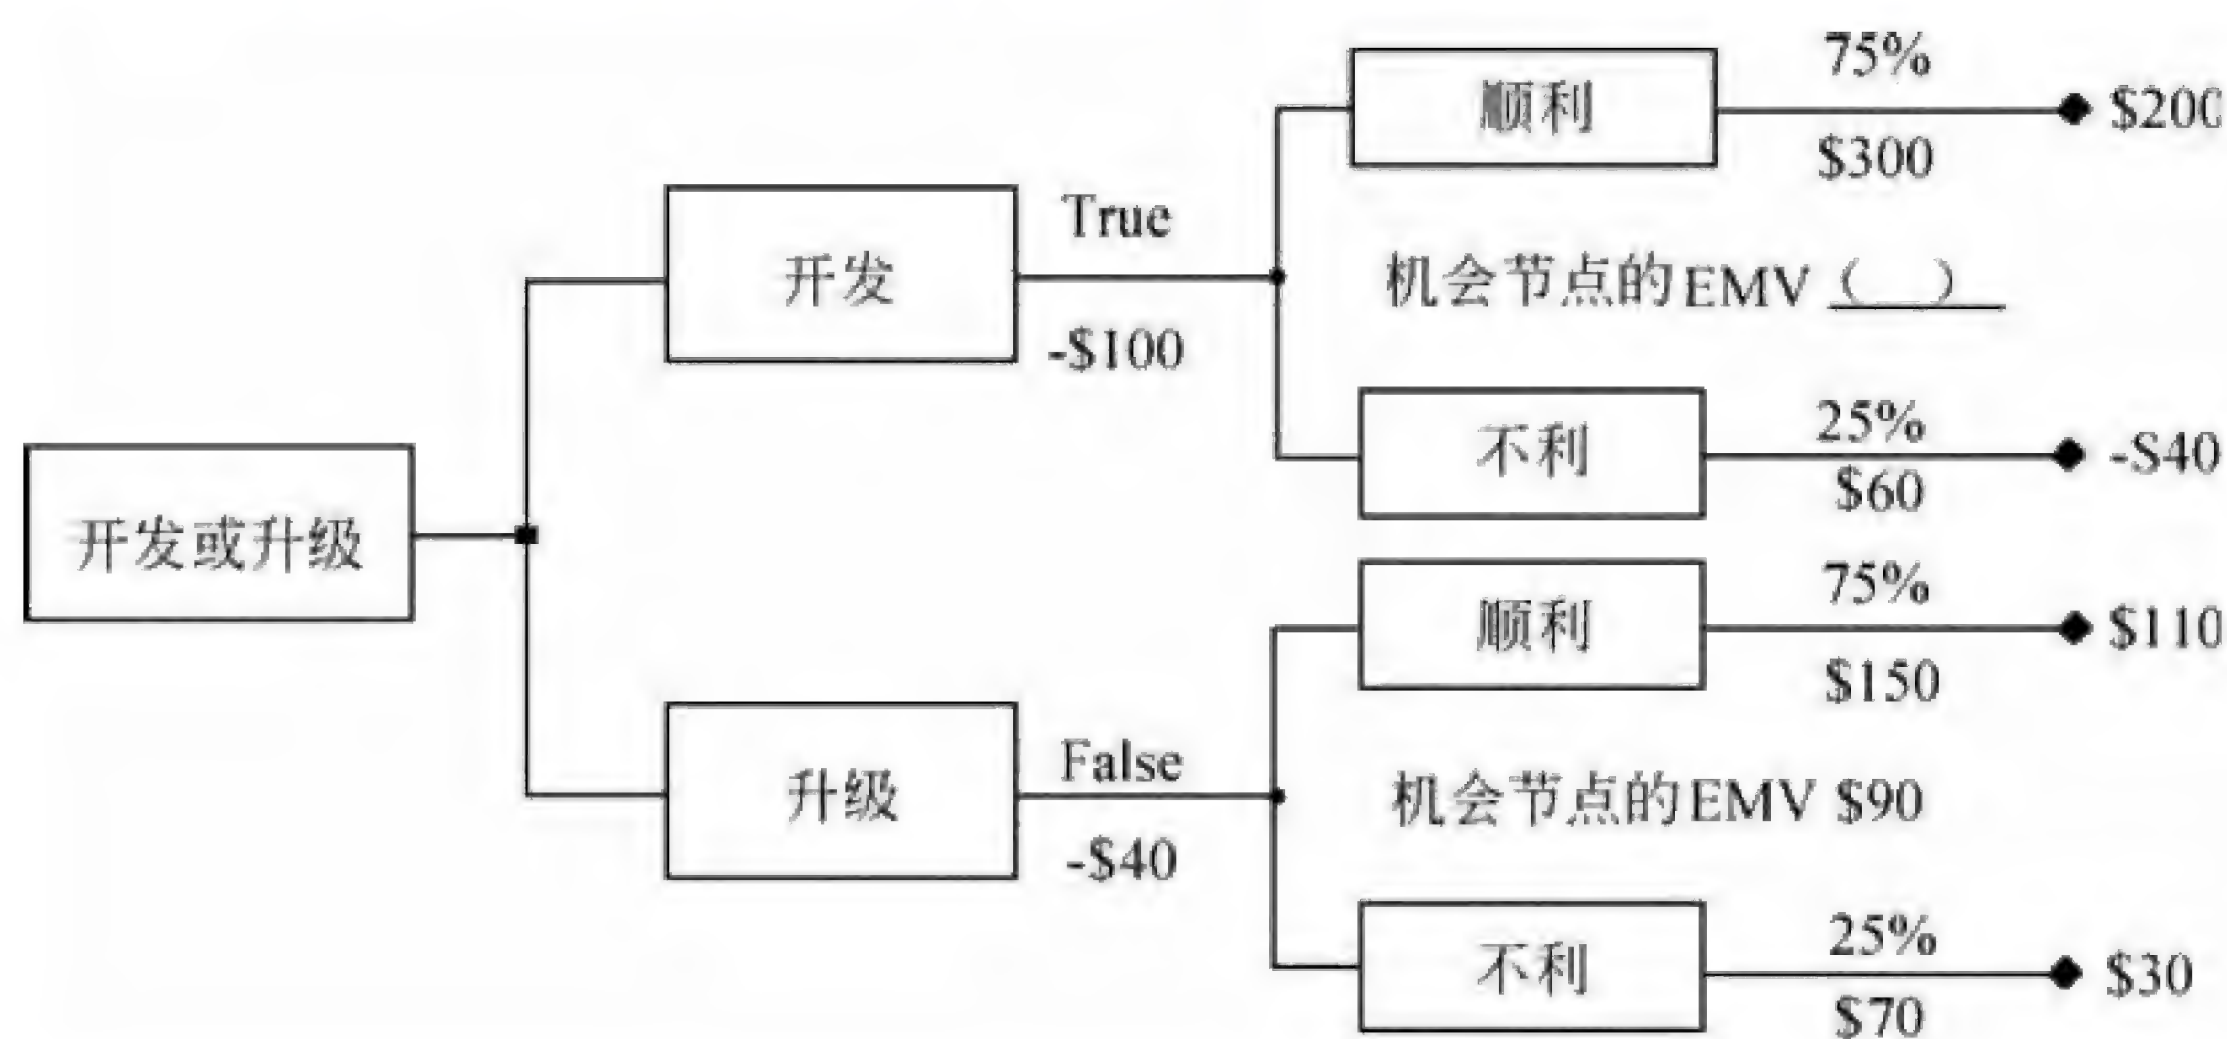 75%
顺利
$200
$300
True
开发
机会节点的EMV (   )
-$100
25%
不利
-S40
$60
开发或升级
75%
顺利
$110
$150
False
升级
机会节点的EMV $90
-$40
25%
不利
$30
$70